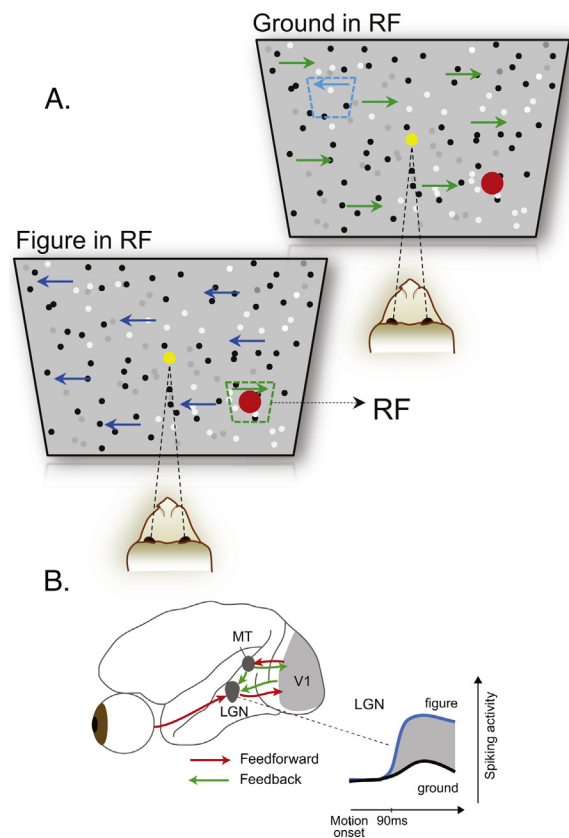 Ground in RF
A.
Figure in RF
RF
B.
MT
V1
LGN
LGN
figure
Spiking activity
Feedforward
Feedback
ground
Motion
onset
90ms